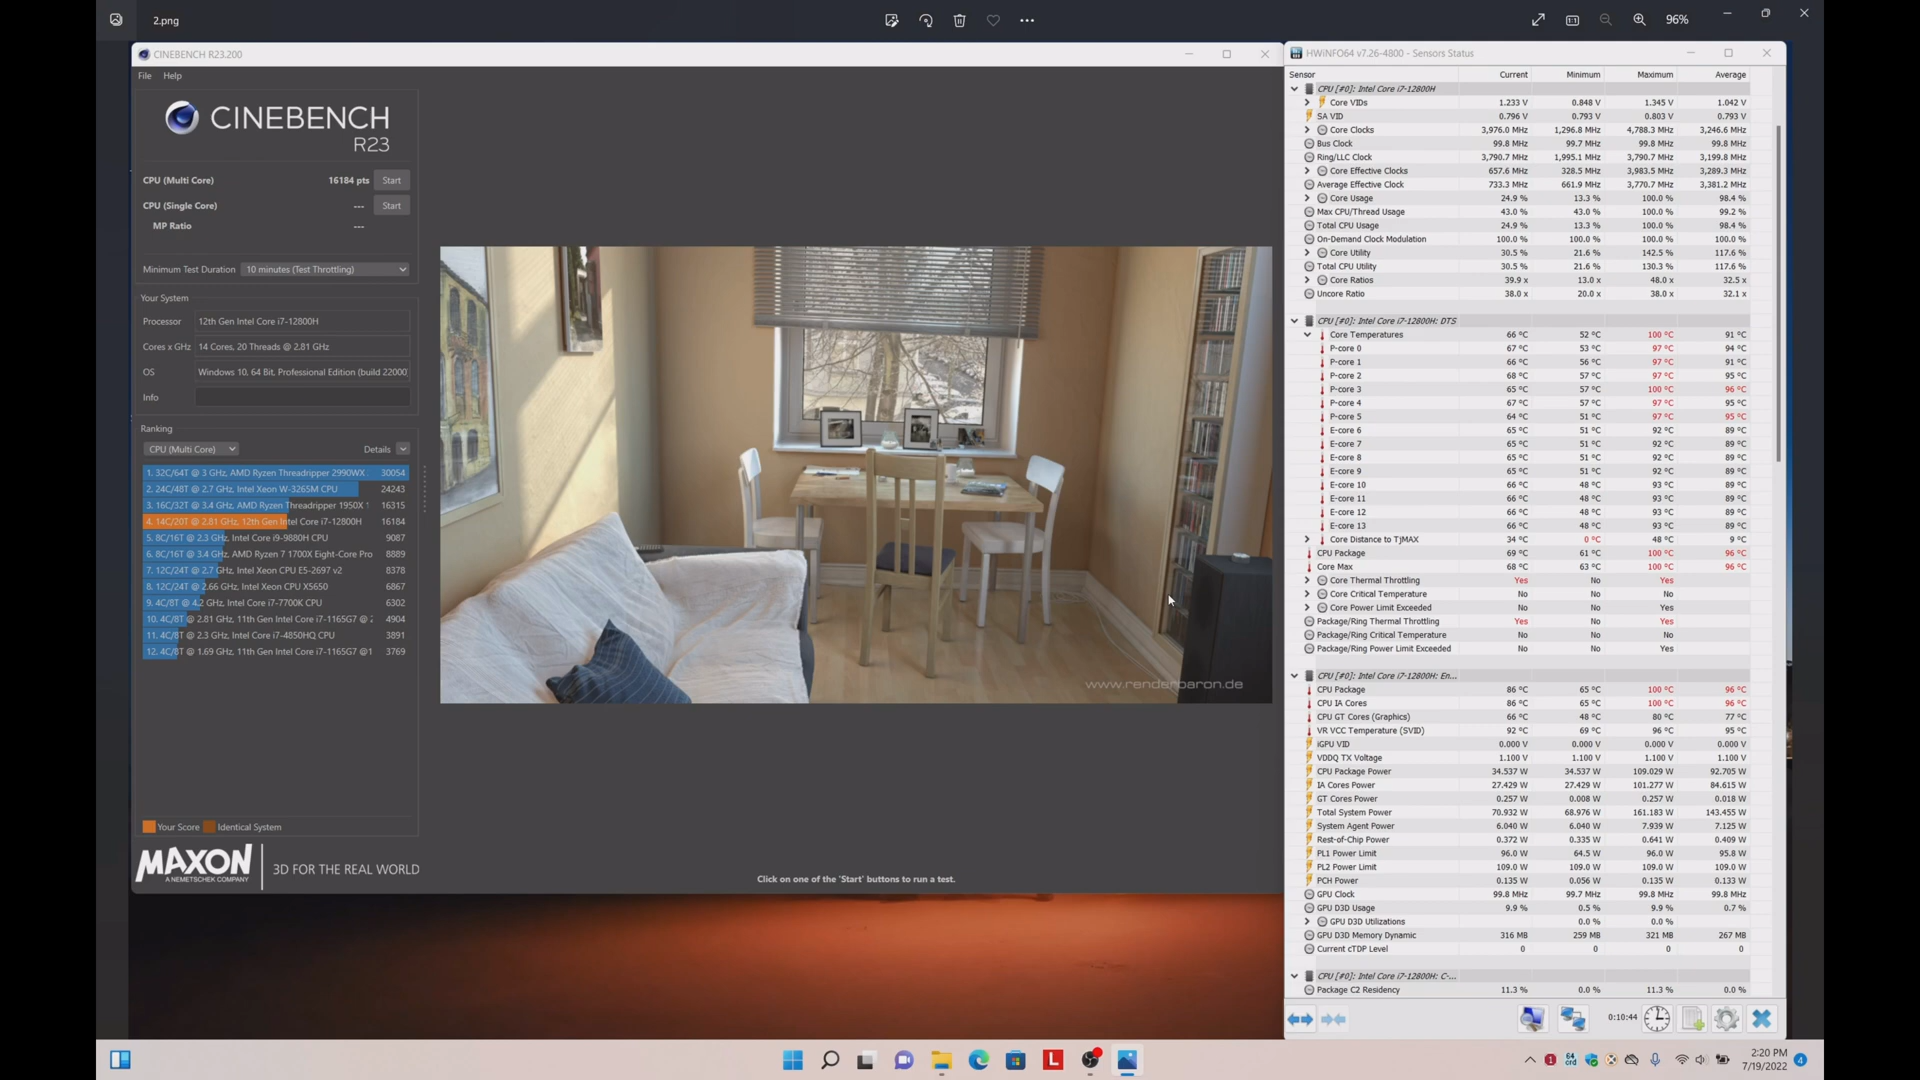 2.png
96%
CINEBENCH R23.200
File Help
CINEBENCH
R23
CPU (Multi Core) 16184 pts Start
CPU (Single Core) --- Start
MP Ratio ---
Minimum Test Duration 10 minutes (Test Throttling)
Your System
Processor 12th Gen Intel Core i7-12800H
Cores x GHz 14 Cores, 20 Threads @ 2.81 GHz
OS Windows 10, 64 Bit, Professional Edition (build 22000)
Info
Ranking
CPU (Multi Core) Details
1. 32C/64T @ 3 GHz, AMD Ryzen Threadripper 2990WX 30054
2. 24C/48T @ 2.7 GHz, Intel Xeon W-3265M CPU 24243
3. 16C/32T @ 3.4 GHz, AMD Ryzen Threadripper 1950X 16315
4. 14C/20T @ 2.81 GHz, 12th Gen Intel Core i7-12800H 16184
5. 8C/16T @ 2.3 GHz, Intel Core i9-9880H CPU 9087
6. 8C/16T @ 3.4 GHz, AMD Ryzen 7 1700X Eight-Core Pro 8889
7. 12C/24T @ 2.7 GHz, Intel Xeon CPU E5-2697 v2 8378
8. 12C/24T @ 2.66 GHz, Intel Xeon CPU X5650 6867
9. 4C/8T @ 4.2 GHz, Intel Core i7-7700K CPU 6302
10. 4C/8T @ 2.81 GHz, 11th Gen Intel Core i7-1165G7 @ 2 4904
11. 4C/8T @ 2.3 GHz, Intel Core i7-4850HQ CPU 3891
12. 4C/8T @ 1.69 GHz, 11th Gen Intel Core i7-1165G7 @1 3769
Your Score Identical System
MAXON
A NEMETSCHEK COMPANY
3D FOR THE REAL WORLD
www.renderbaron.de
Click on one of the 'Start' buttons to run a test.
HWiNFO64 v7.26-4800 - Sensors Status
Sensor Current Minimum Maximum Average
CPU [#0]: Intel Core i7-12800H
Core VIDs 1.233 V 0.848 V 1.345 V 1.042 V
SA VID 0.796 V 0.793 V 0.803 V 0.793 V
Core Clocks 3,976.0 MHz 1,296.8 MHz 4,788.3 MHz 3,246.6 MHz
Bus Clock 99.8 MHz 99.7 MHz 99.8 MHz 99.8 MHz
Ring/LLC Clock 3,790.7 MHz 1,995.1 MHz 3,790.7 MHz 3,199.8 MHz
Core Effective Clocks 657.6 MHz 328.5 MHz 3,983.5 MHz 3,289.3 MHz
Average Effective Clock 733.3 MHz 661.9 MHz 3,770.7 MHz 3,381.2 MHz
Core Usage 24.9 % 13.3 % 100.0 % 98.4 %
Max CPU/Thread Usage 43.0 % 43.0 % 100.0 % 99.2 %
Total CPU Usage 24.9 % 13.3 % 100.0 % 98.4 %
On-Demand Clock Modulation 100.0 % 100.0 % 100.0 % 100.0 %
Core Utility 30.5 % 21.6 % 142.5 % 117.6 %
Total CPU Utility 30.5 % 21.6 % 130.3 % 117.6 %
Core Ratios 39.9 x 13.0 x 48.0 x 32.5 x
Uncore Ratio 38.0 x 20.0 x 38.0 x 32.1 x
CPU [#0]: Intel Core i7-12800H: DTS
Core Temperatures 66 °C 52 °C 100 °C 91 °C
P-core 0 67 °C 53 °C 97 °C 94 °C
P-core 1 66 °C 56 °C 97 °C 91 °C
P-core 2 68 °C 57 °C 97 °C 95 °C
P-core 3 65 °C 57 °C 100 °C 96 °C
P-core 4 67 °C 57 °C 97 °C 95 °C
P-core 5 64 °C 51 °C 97 °C 95 °C
E-core 6 65 °C 51 °C 92 °C 89 °C
E-core 7 65 °C 51 °C 92 °C 89 °C
E-core 8 65 °C 51 °C 92 °C 89 °C
E-core 9 65 °C 51 °C 92 °C 89 °C
E-core 10 66 °C 48 °C 93 °C 89 °C
E-core 11 66 °C 48 °C 93 °C 89 °C
E-core 12 66 °C 48 °C 93 °C 89 °C
E-core 13 66 °C 48 °C 93 °C 89 °C
Core Distance to TjMAX 34 °C 0 °C 48 °C 9 °C
CPU Package 69 °C 61 °C 100 °C 96 °C
Core Max 68 °C 63 °C 100 °C 96 °C
Core Thermal Throttling Yes No Yes
Core Critical Temperature No No No
Core Power Limit Exceeded No No Yes
Package/Ring Thermal Throttling Yes No Yes
Package/Ring Critical Temperature No No No
Package/Ring Power Limit Exceeded No No Yes
CPU [#0]: Intel Core i7-12800H: En...
CPU Package 86 °C 65 °C 100 °C 96 °C
CPU IA Cores 86 °C 65 °C 100 °C 96 °C
CPU GT Cores (Graphics) 66 °C 48 °C 80 °C 77 °C
VR VCC Temperature (SVID) 92 °C 69 °C 96 °C 95 °C
iGPU VID 0.000 V 0.000 V 0.000 V 0.000 V
VDDQ TX Voltage 1.100 V 1.100 V 1.100 V 1.100 V
CPU Package Power 34.537 W 34.537 W 109.029 W 92.705 W
IA Cores Power 27.429 W 27.429 W 101.277 W 84.615 W
GT Cores Power 0.257 W 0.008 W 0.257 W 0.018 W
Total System Power 70.932 W 68.976 W 161.183 W 143.455 W
System Agent Power 6.040 W 6.040 W 7.939 W 7.125 W
Rest-of-Chip Power 0.372 W 0.335 W 0.641 W 0.409 W
PL1 Power Limit 96.0 W 64.5 W 96.0 W 95.8 W
PL2 Power Limit 109.0 W 109.0 W 109.0 W 109.0 W
PCH Power 0.135 W 0.056 W 0.135 W 0.133 W
GPU Clock 99.8 MHz 99.7 MHz 99.8 MHz 99.8 MHz
GPU D3D Usage 9.9 % 0.5 % 9.9 % 0.7 %
GPU D3D Utilizations 0.0 % 0.0 %
GPU D3D Memory Dynamic 316 MB 259 MB 321 MB 267 MB
Current cTDP Level 0 0 0 0
CPU [#0]: Intel Core i7-12800H: C-...
Package C2 Residency 11.3 % 0.0 % 11.3 % 0.0 %
0:10:44
2:20 PM
7/19/2022
4